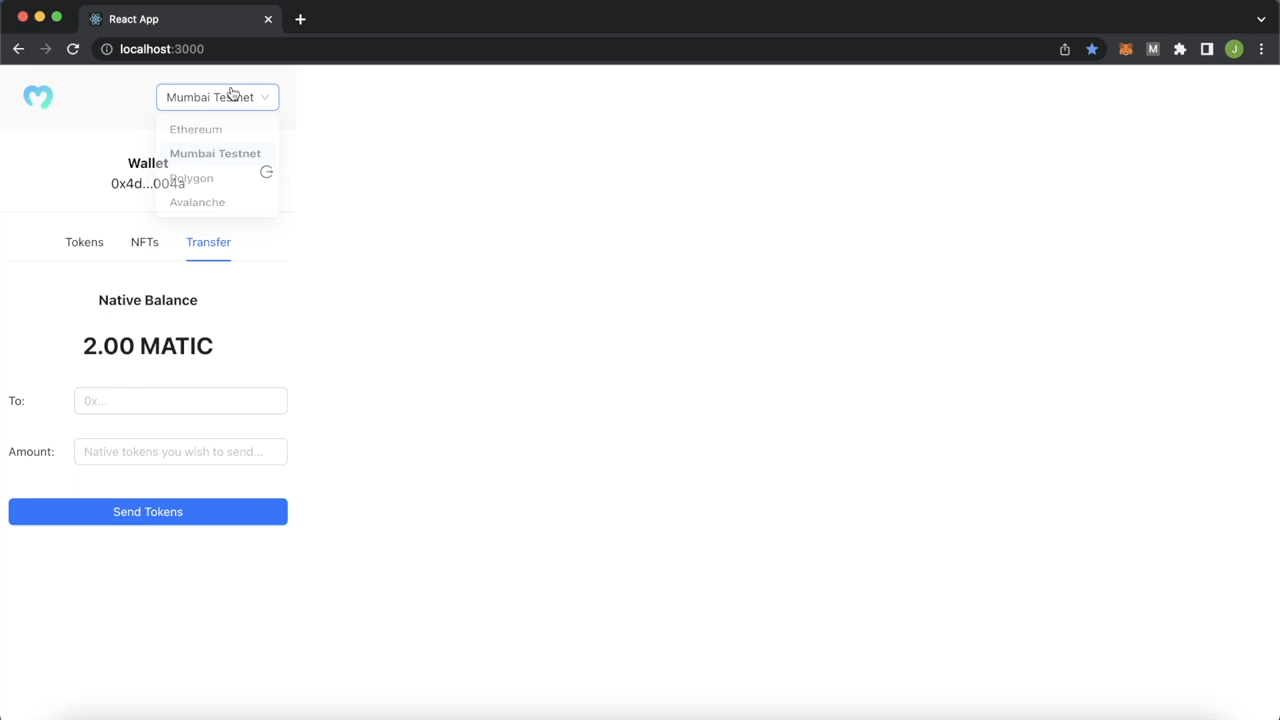 React App
localhost:3000
M
J
Mumbai Testnet
Ethereum
Mumbai Testnet
Polygon
Avalanche
Wallet
0x4d...004a
Tokens NFTs Transfer
Native Balance
2.00 MATIC
To: 0x...
Amount: Native tokens you wish to send...
Send Tokens